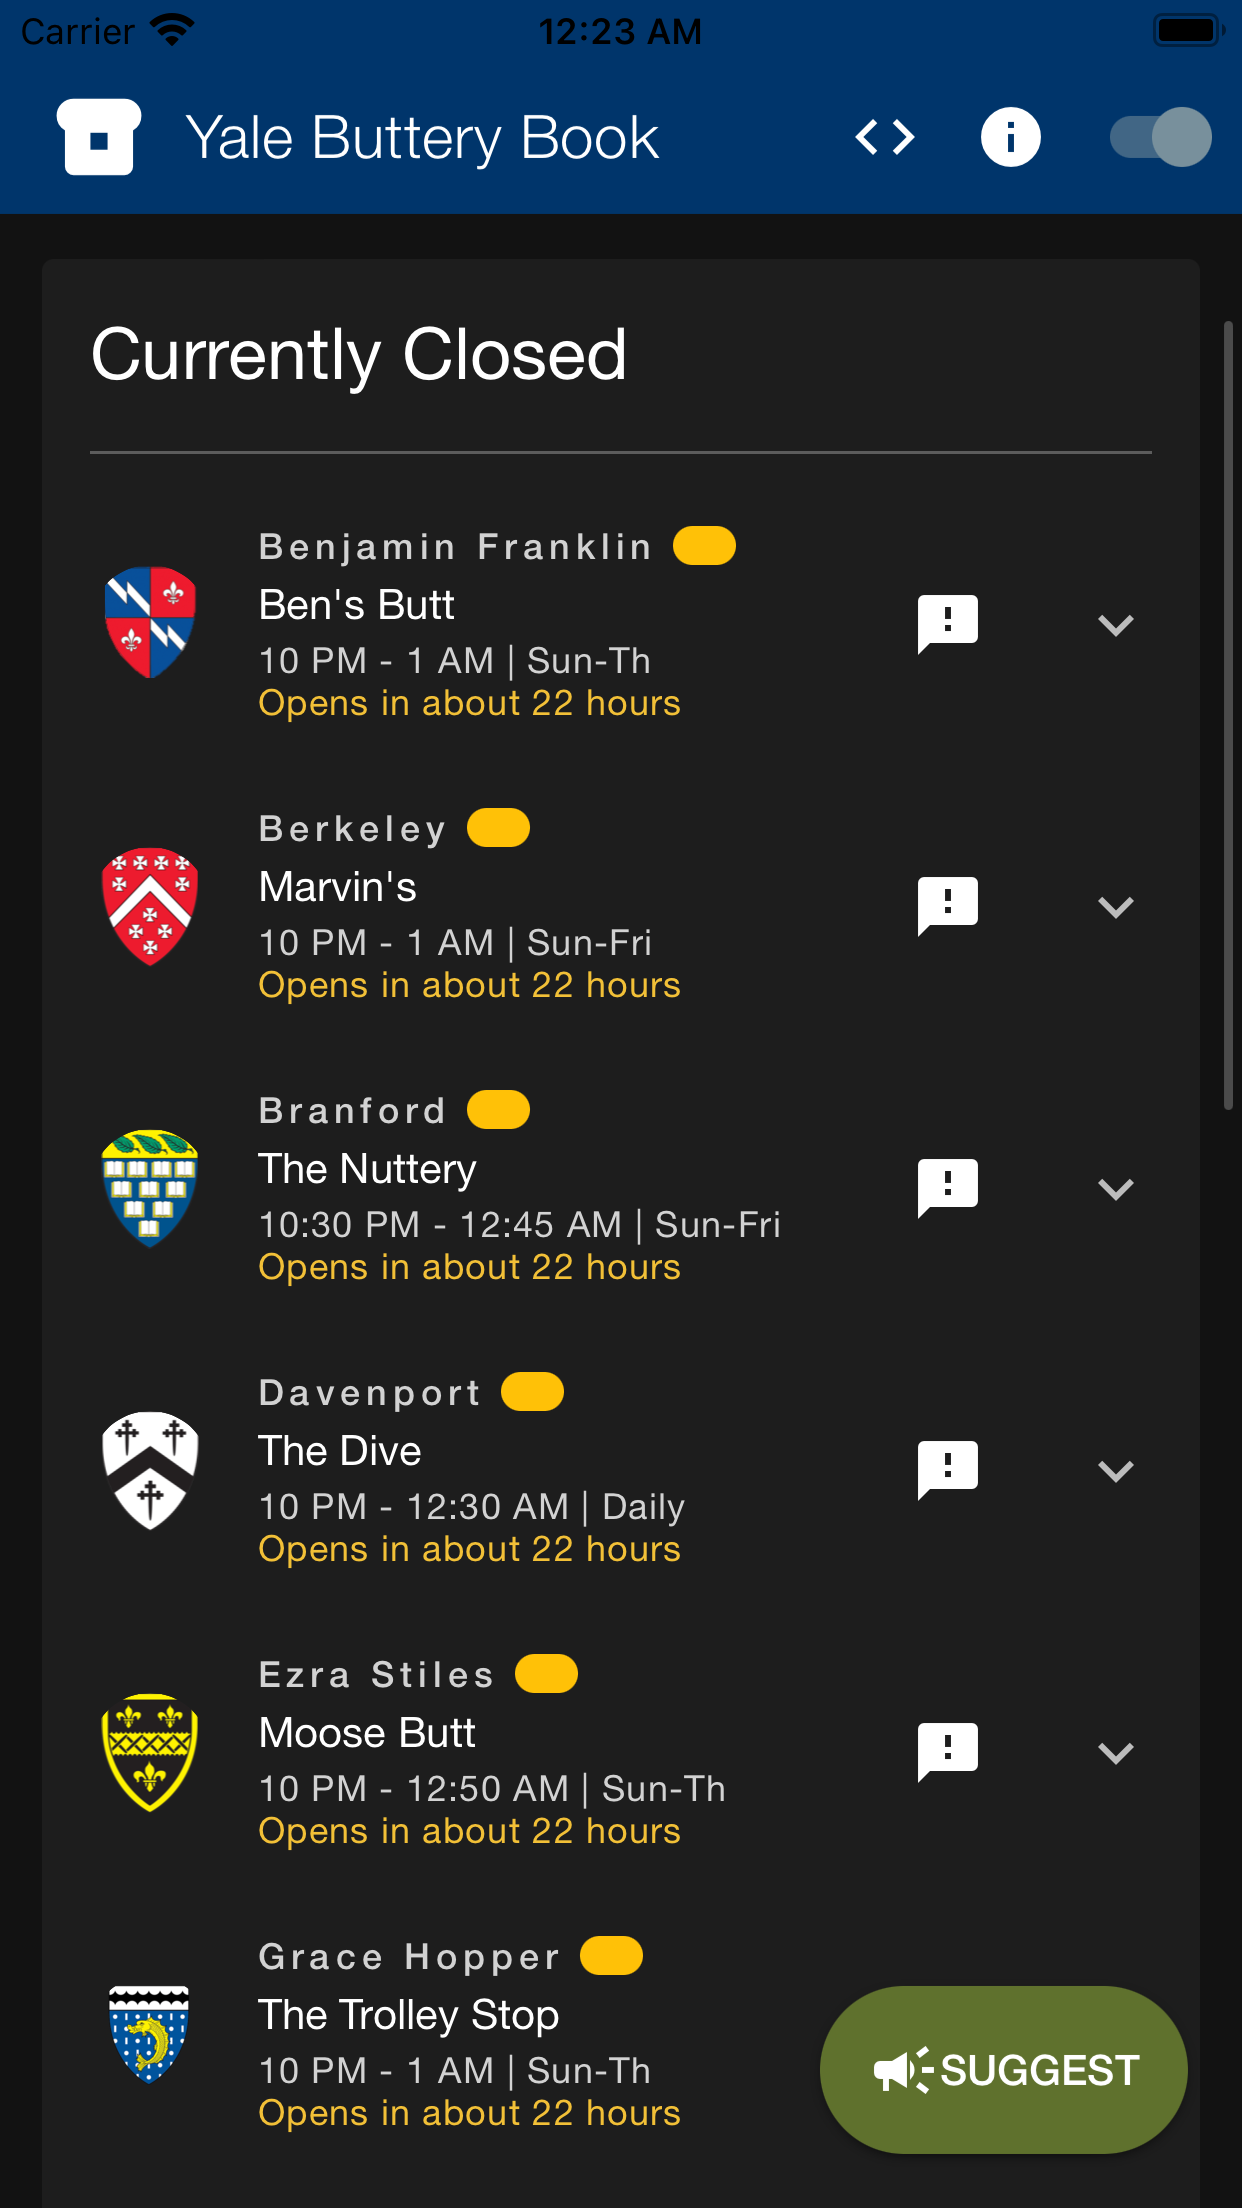 Carrier
12:23 AM
Yale Buttery Book
Currently Closed
Benjamin Franklin
Ben's Butt
10 PM - 1 AM | Sun-Th
Opens in about 22 hours
Berkeley
Marvin's
10 PM - 1 AM | Sun-Fri
Opens in about 22 hours
Branford
The Nuttery
10:30 PM - 12:45 AM | Sun-Fri
Opens in about 22 hours
Davenport
The Dive
10 PM - 12:30 AM | Daily
Opens in about 22 hours
Ezra Stiles
Moose Butt
10 PM - 12:50 AM | Sun-Th
Opens in about 22 hours
Grace Hopper
The Trolley Stop
10 PM - 1 AM | Sun-Th
Opens in about 22 hours
SUGGEST